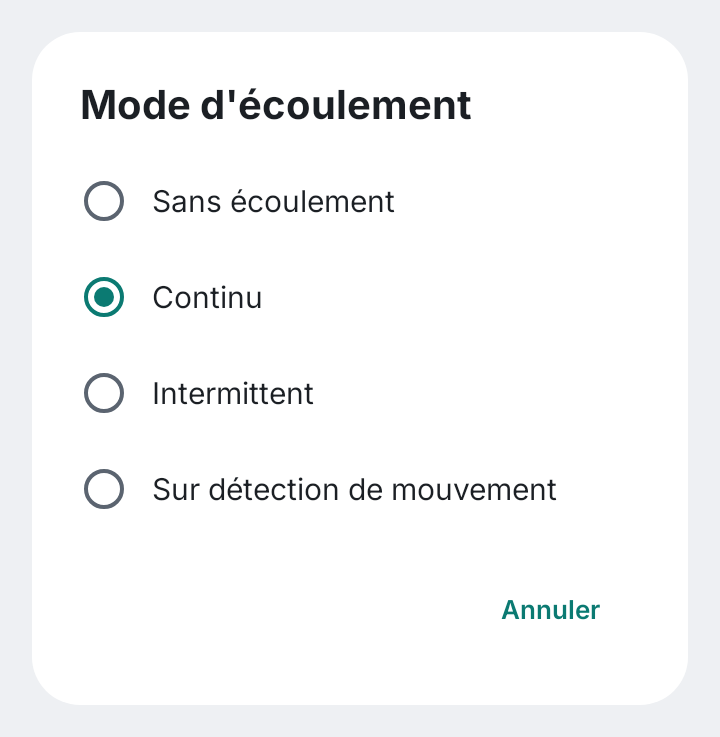 Mode d'écoulement
Sans écoulement
Continu
Intermittent
Sur détection de mouvement
Annuler